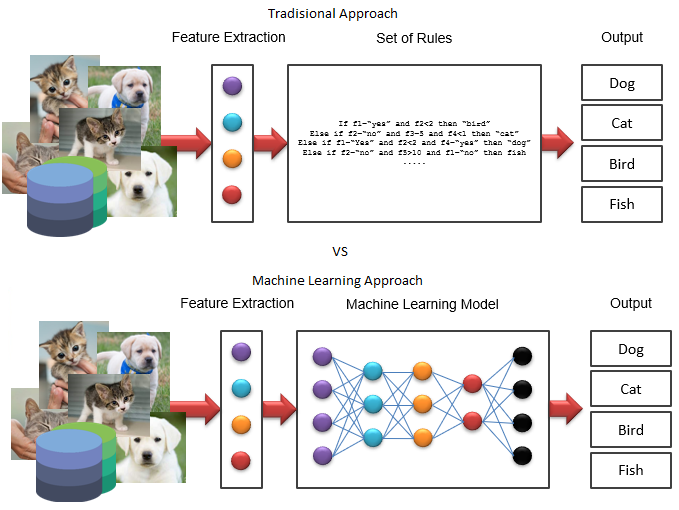 Tradisional Approach
Feature Extraction
Set of Rules
Output
If f1-"yes" and f2<2 then "bird"
Else if f2-"no" and f3-5 and f4<1 then "cat"
Else if f1-"Yes" and f2<2 and f4-"yes" then "dog"
Else if f2-"no" and f5>10 and f1-"no" then fish
.....
Dog
Cat
Bird
Fish
VS
Machine Learning Approach
Feature Extraction
Machine Learning Model
Output
Dog
Cat
Bird
Fish